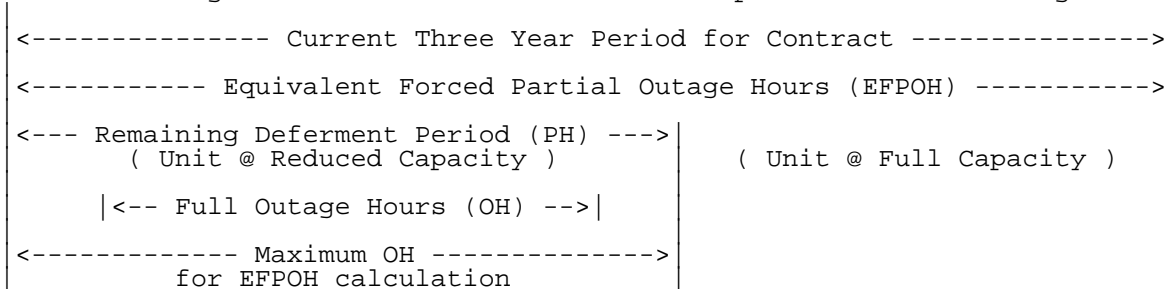 <--------------- Current Three Year Period for Contract --------------->
<----------- Equivalent Forced Partial Outage Hours (EFPOH) ----------->
<--- Remaining Deferment Period (PH) --->|
( Unit @ Reduced Capacity ) | ( Unit @ Full Capacity )
|<-- Full Outage Hours (OH) -->|
<------------- Maximum OH -------------->
for EFPOH calculation